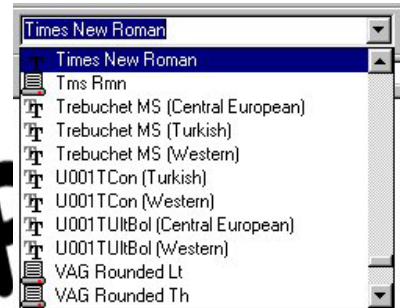 Times New Roman
Times New Roman
Tms Rmn
Trebuchet MS (Central European)
Trebuchet MS (Turkish)
Trebuchet MS (Western)
U001TCon (Turkish)
U001TCon (Western)
U001TUltBol (Central European)
U001TUltBol (Western)
VAG Rounded Lt
VAG Rounded Th